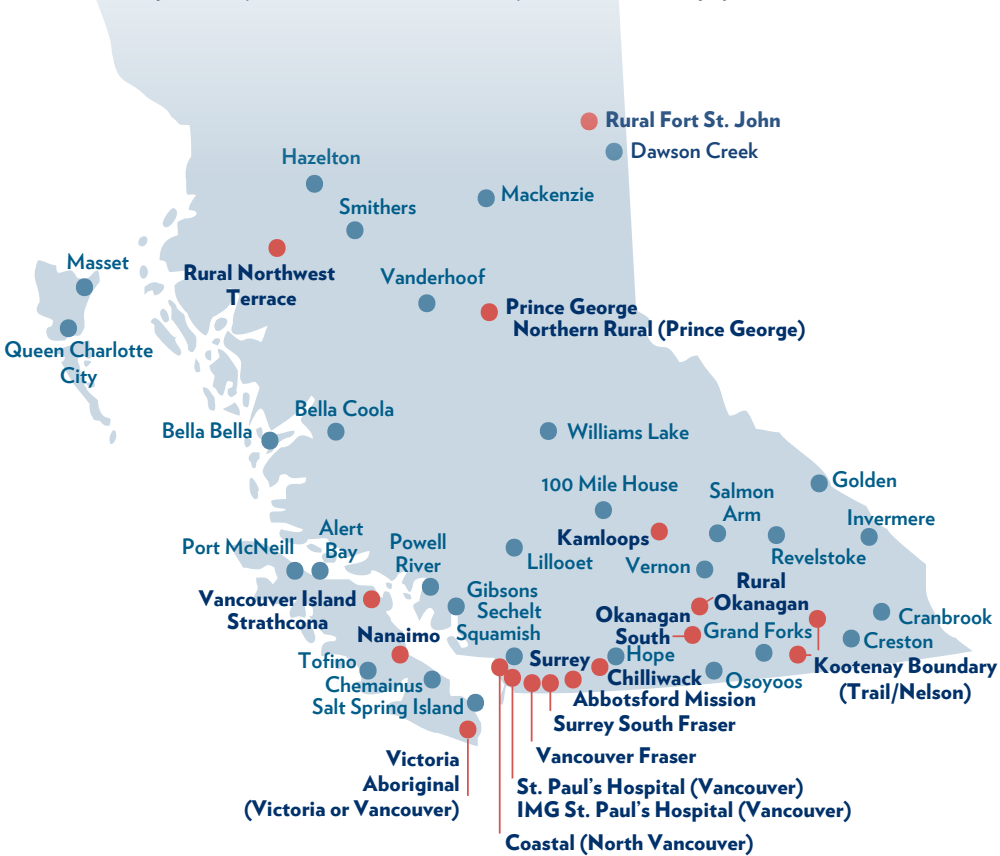 Rural Fort St. John
Dawson Creek
Hazelton
Mackenzie
Smithers
Masset
Rural Northwest
Terrace
Vanderhoof
Prince George
Northern Rural (Prince George)
Queen Charlotte
City
Bella Coola
Bella Bella
Williams Lake
Golden
100 Mile House
Salmon
Arm
Invermere
Alert
Bay
Port McNeill
Powell
River
Kamloops
Lillooet
Revelstoke
Vernon
Rural
Okanagan
Vancouver Island
Strathcona
Gibsons
Sechelt
Squamish
Okanagan
South
Grand Forks
Cranbrook
Creston
Nanaimo
Tofino
Chemainus
Salt Spring Island
Surrey
Hope
Chilliwack
Osoyoos
Kootenay Boundary
(Trail/Nelson)
Abbotsford Mission
Surrey South Fraser
Vancouver Fraser
Victoria
Aboriginal
(Victoria or Vancouver)
St. Paul's Hospital (Vancouver)
IMG St. Paul's Hospital (Vancouver)
Coastal (North Vancouver)